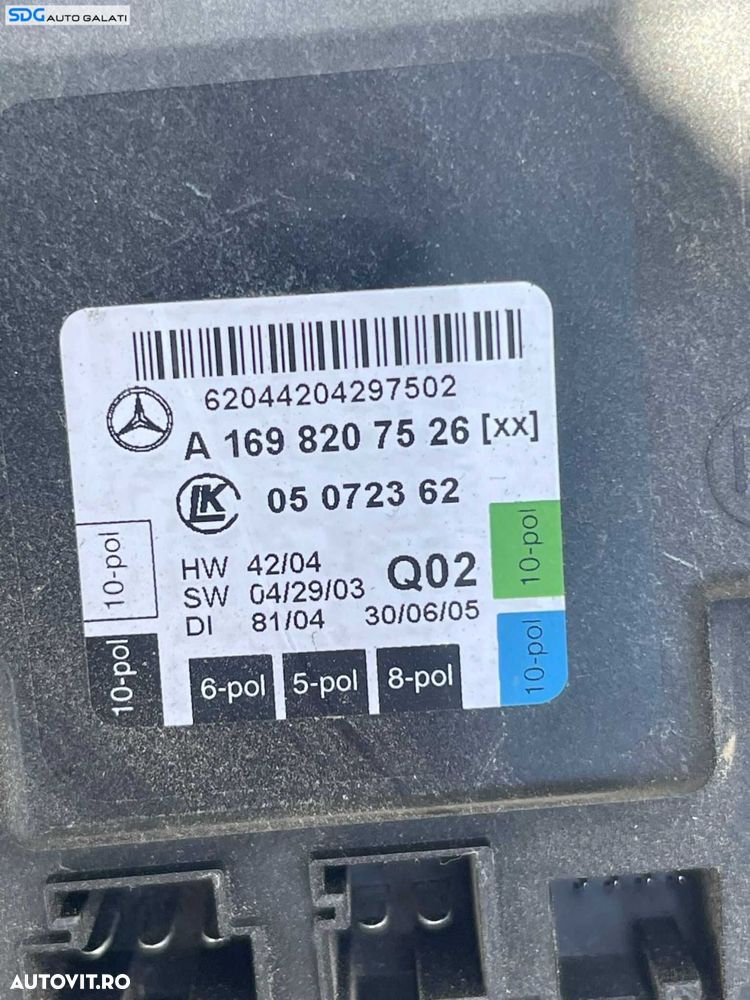 SDG AUTO GALATI
62044204297502
A 169 820 75 26 [xx]
LK 05 0723 62
HW 42/04 Q02
SW 04/29/03
DI 81/04 30/06/05
10-pol
10-pol
6-pol 5-pol 8-pol
10-pol
10-pol
AUTOVIT.RO